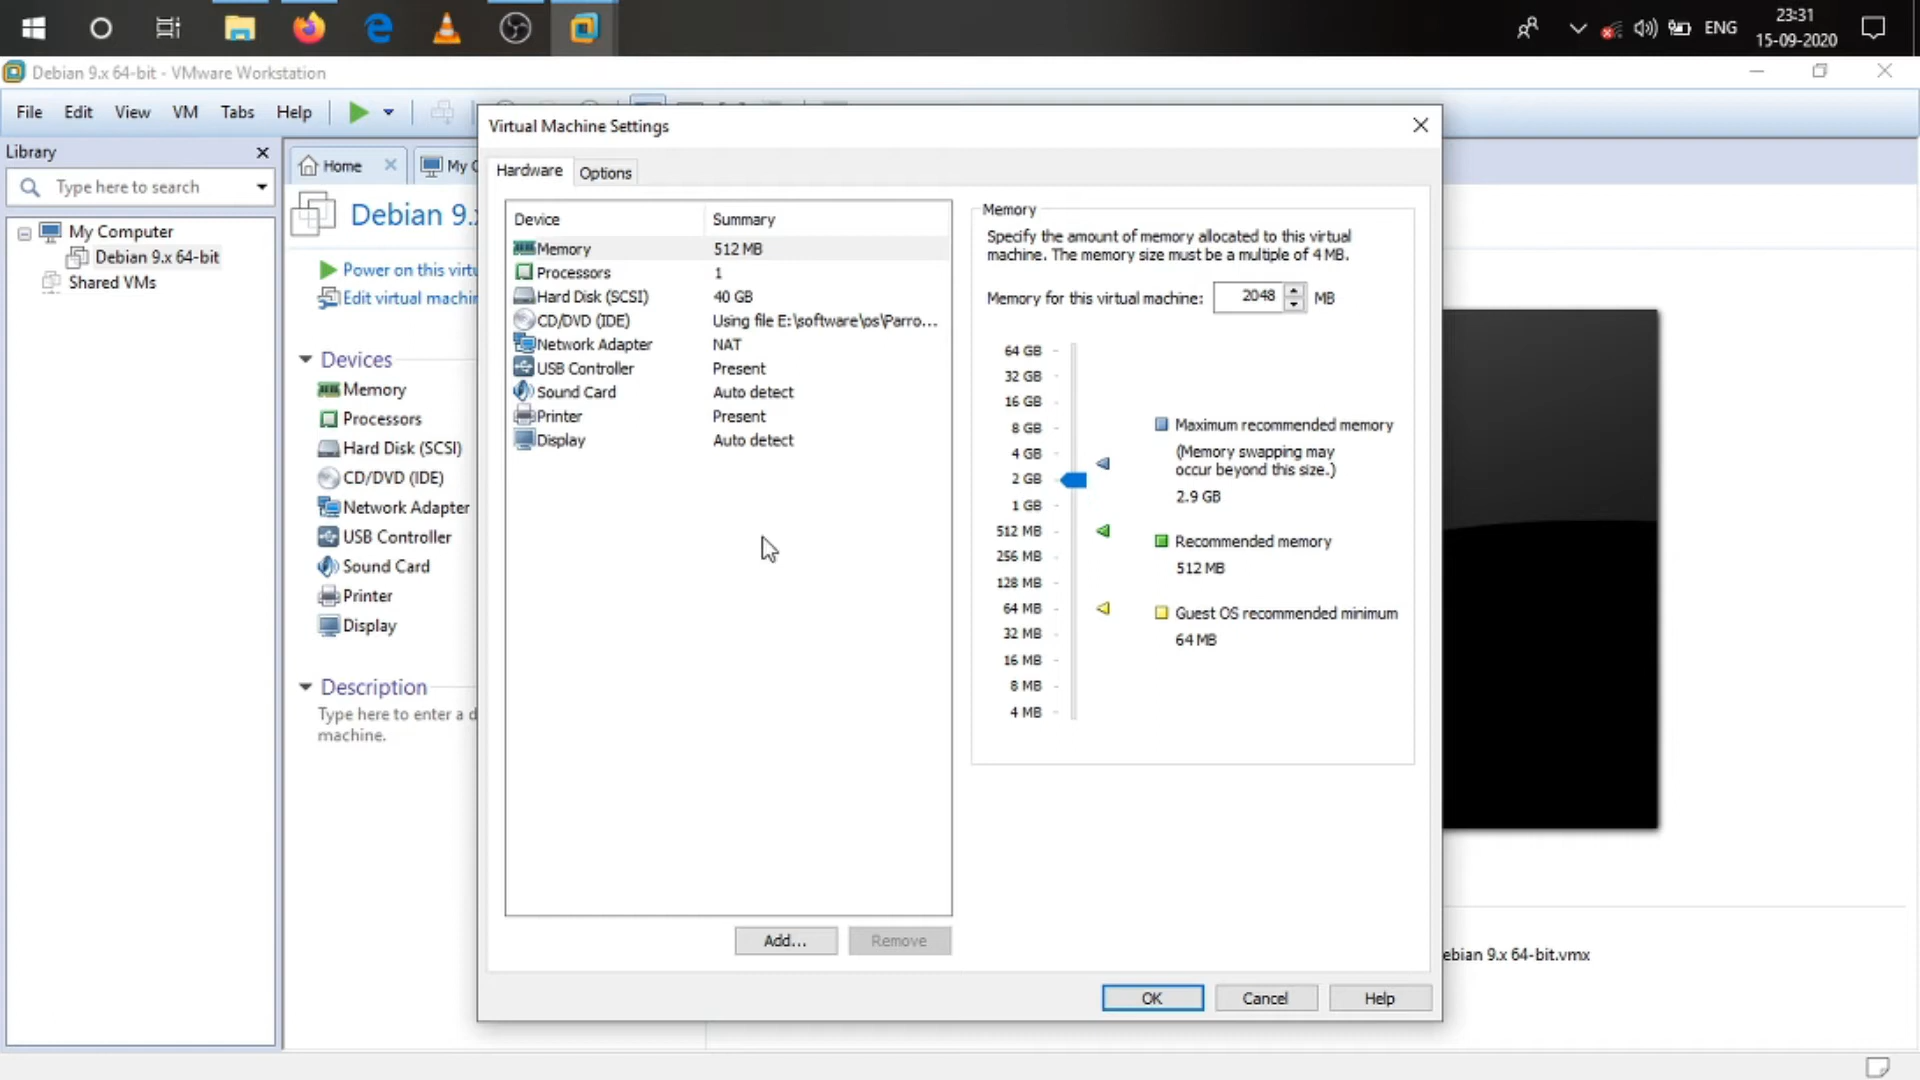 ENG
23:31
15-09-2020
Debian 9.x 64-bit - VMware Workstation
File Edit View VM Tabs Help
Library
Type here to search
My Computer
Debian 9.x 64-bit
Shared VMs
Home
My C
Debian 9.x
Power on this virtu
Edit virtual machin
Devices
Memory
Processors
Hard Disk (SCSI)
CD/DVD (IDE)
Network Adapter
USB Controller
Sound Card
Printer
Display
Description
Type here to enter a d
machine.
Virtual Machine Settings
Hardware Options
Device Summary
Memory 512 MB
Processors 1
Hard Disk (SCSI) 40 GB
CD/DVD (IDE) Using file E:\software\os\Parro...
Network Adapter NAT
USB Controller Present
Sound Card Auto detect
Printer Present
Display Auto detect
Add... Remove
Memory
Specify the amount of memory allocated to this virtual
machine. The memory size must be a multiple of 4 MB.
Memory for this virtual machine: 2048 MB
64 GB
32 GB
16 GB
8 GB
4 GB
2 GB
1 GB
512 MB
256 MB
128 MB
64 MB
32 MB
16 MB
8 MB
4 MB
Maximum recommended memory
(Memory swapping may
occur beyond this size.)
2.9 GB
Recommended memory
512 MB
Guest OS recommended minimum
64 MB
OK Cancel Help
ebian 9.x 64-bit.vmx